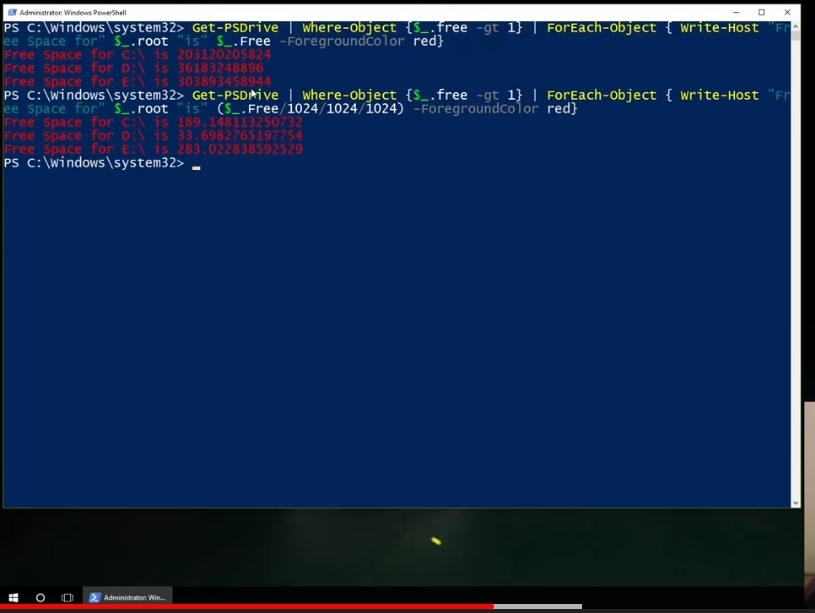 Administrator: Windows PowerShell
PS C:\Windows\system32> Get-PSDrive | Where-Object {$_.free -gt 1} | ForEach-Object { Write-Host "Fr
ee Space for" $_.root "is" $_.Free -ForegroundColor red}
Free Space for C:\ is 203120205824
Free Space for D:\ is 36183248896
Free Space for E:\ is 303893458944
PS C:\Windows\system32> Get-PSDrive | Where-Object {$_.free -gt 1} | ForEach-Object { Write-Host "Fr
ee Space for" $_.root "is" ($_.Free/1024/1024/1024) -ForegroundColor red}
Free Space for C:\ is 189.148113250732
Free Space for D:\ is 33.6982765197754
Free Space for E:\ is 283.022838592529
PS C:\Windows\system32> _
Administrator: Win...